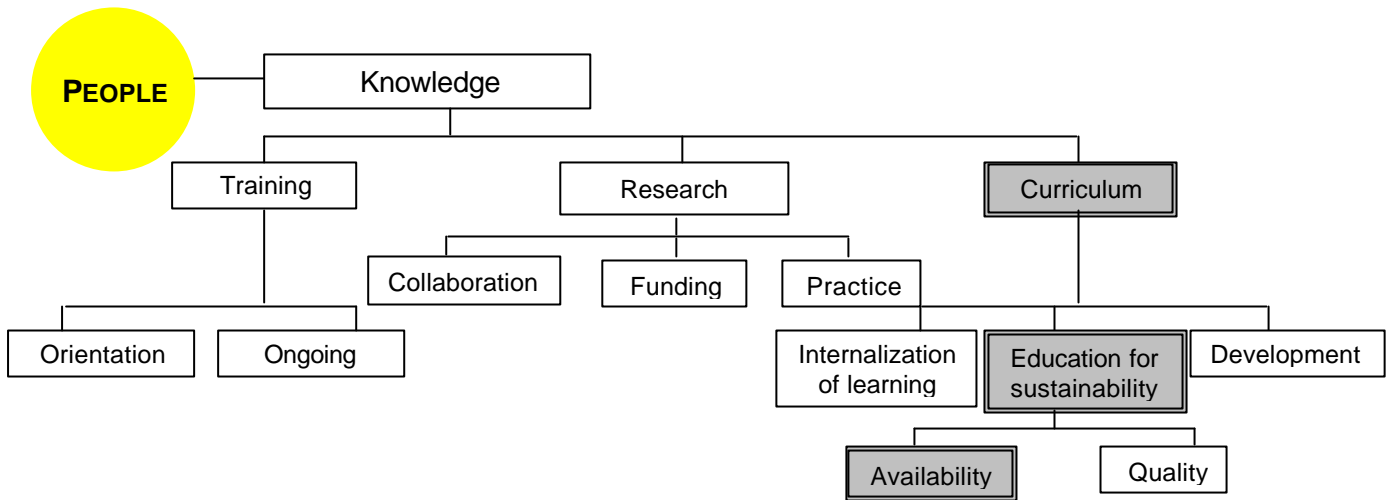 PEOPLE
Knowledge
Training
Research
Curriculum
Collaboration
Funding
Practice
Orientation
Ongoing
Internalization
of learning
Education for
sustainability
Development
Availability
Quality